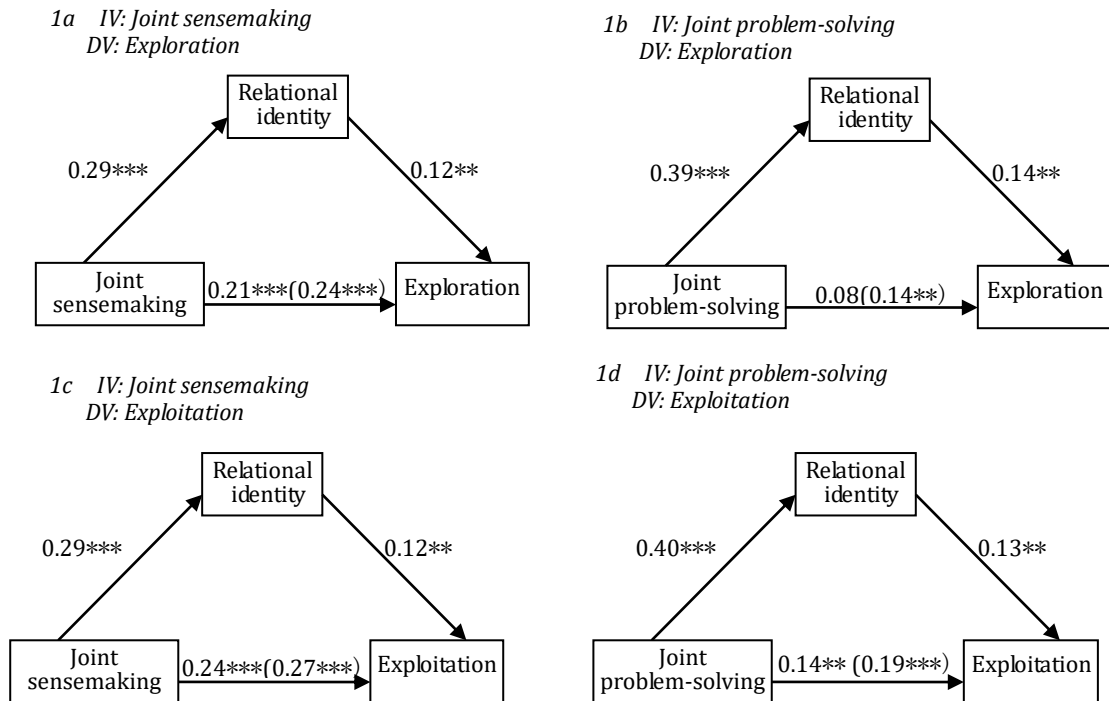 1a IV: Joint sensemaking
DV: Exploration
Relational
identity
0.29***
0.12**
Joint
sensemaking
0.21***(0.24***)
Exploration
1b IV: Joint problem-solving
DV: Exploration
Relational
identity
0.39***
0.14**
Joint
problem-solving
0.08(0.14**)
Exploration
1c IV: Joint sensemaking
DV: Exploitation
Relational
identity
0.29***
0.12**
Joint
sensemaking
0.24***(0.27***)
Exploitation
1d IV: Joint problem-solving
DV: Exploitation
Relational
identity
0.40***
0.13**
Joint
problem-solving
0.14** (0.19***)
Exploitation